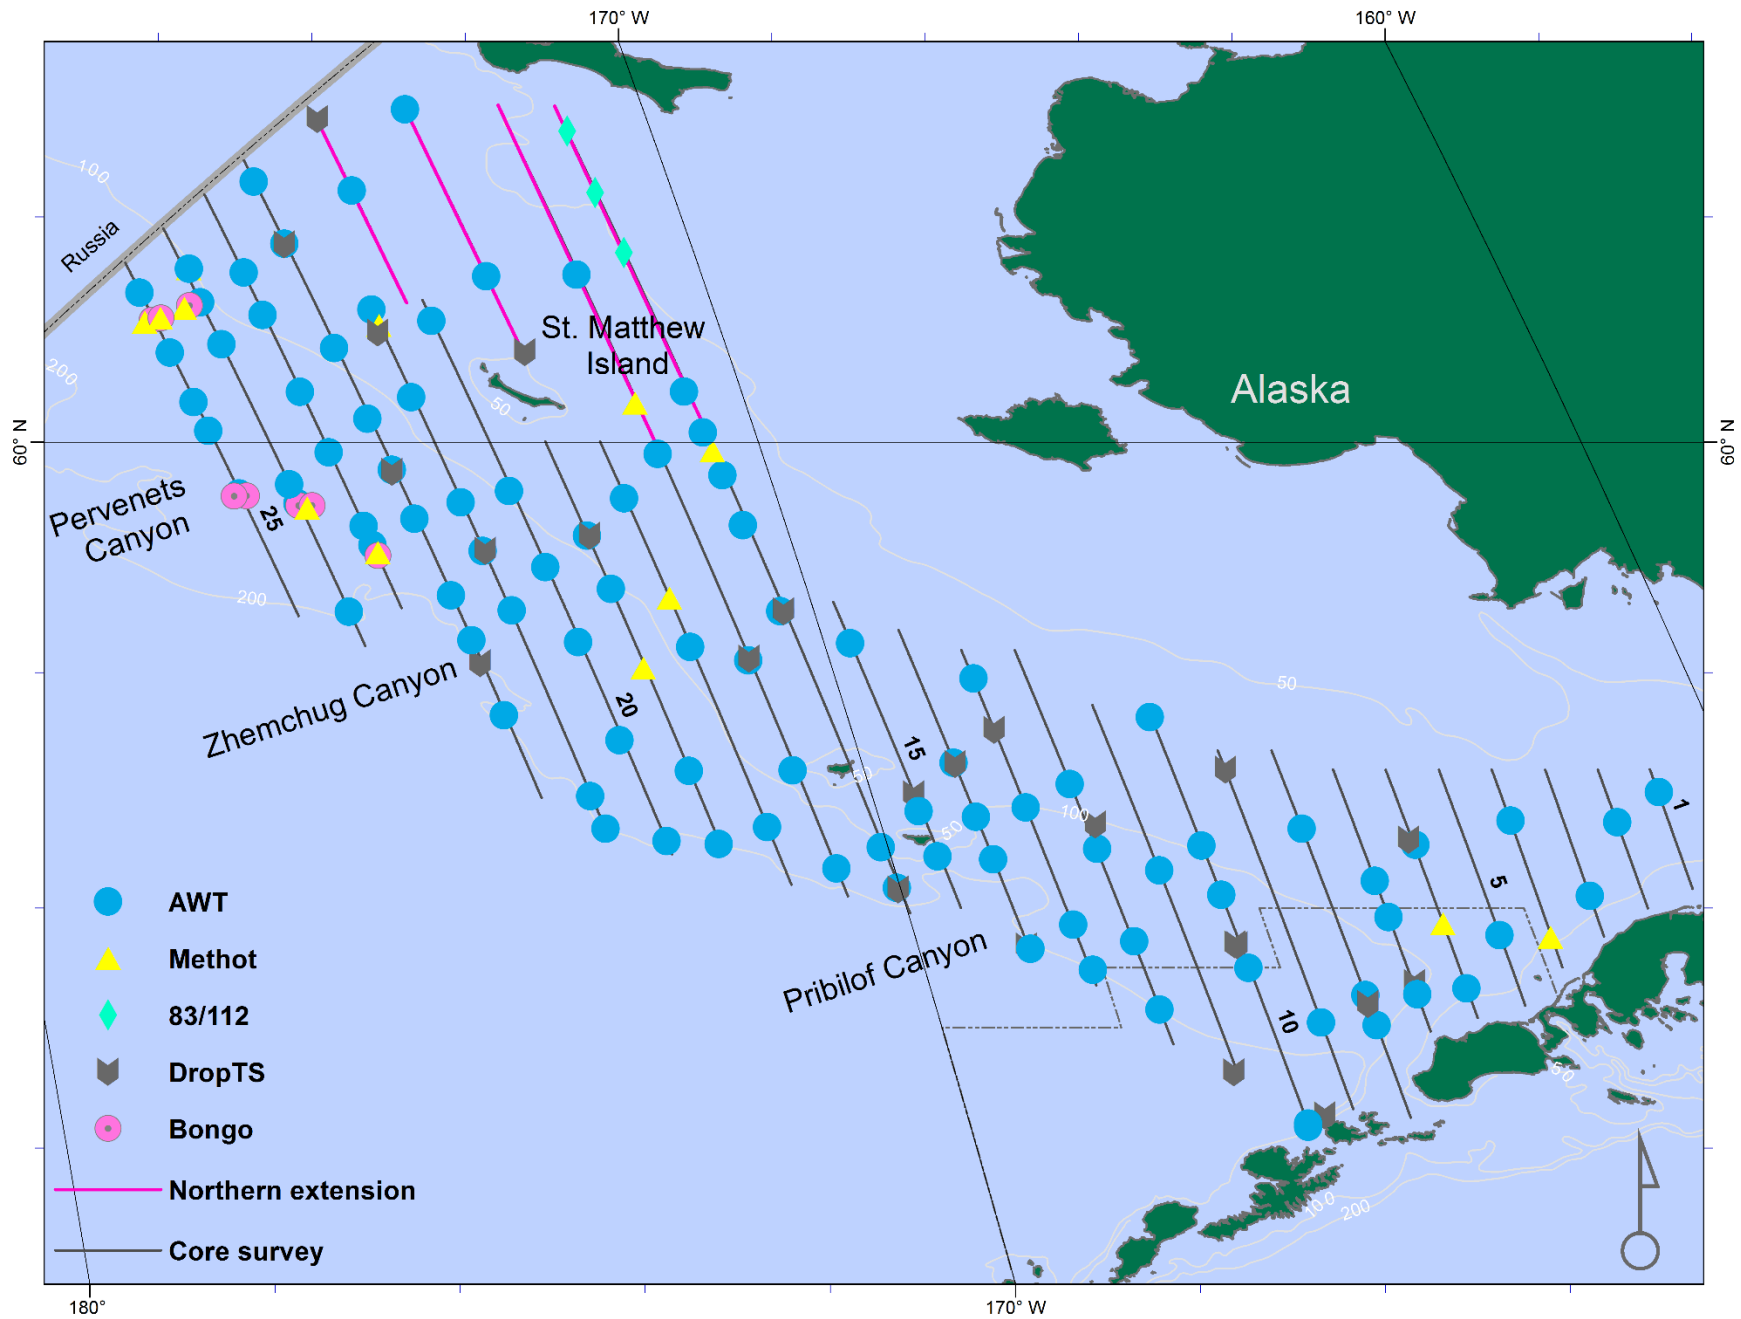 170° W
160° W
100
Russia
200
St. Matthew
Island
50
Alaska
60° N
60° N
Pervenets
Canyon
25
200
Zhemchug Canyon
20
50
15
50
50
100
1
5
Pribilof Canyon
10
AWT
Methot
83/112
DropTS
Bongo
Northern extension
Core survey
50
100
200
180°
170° W